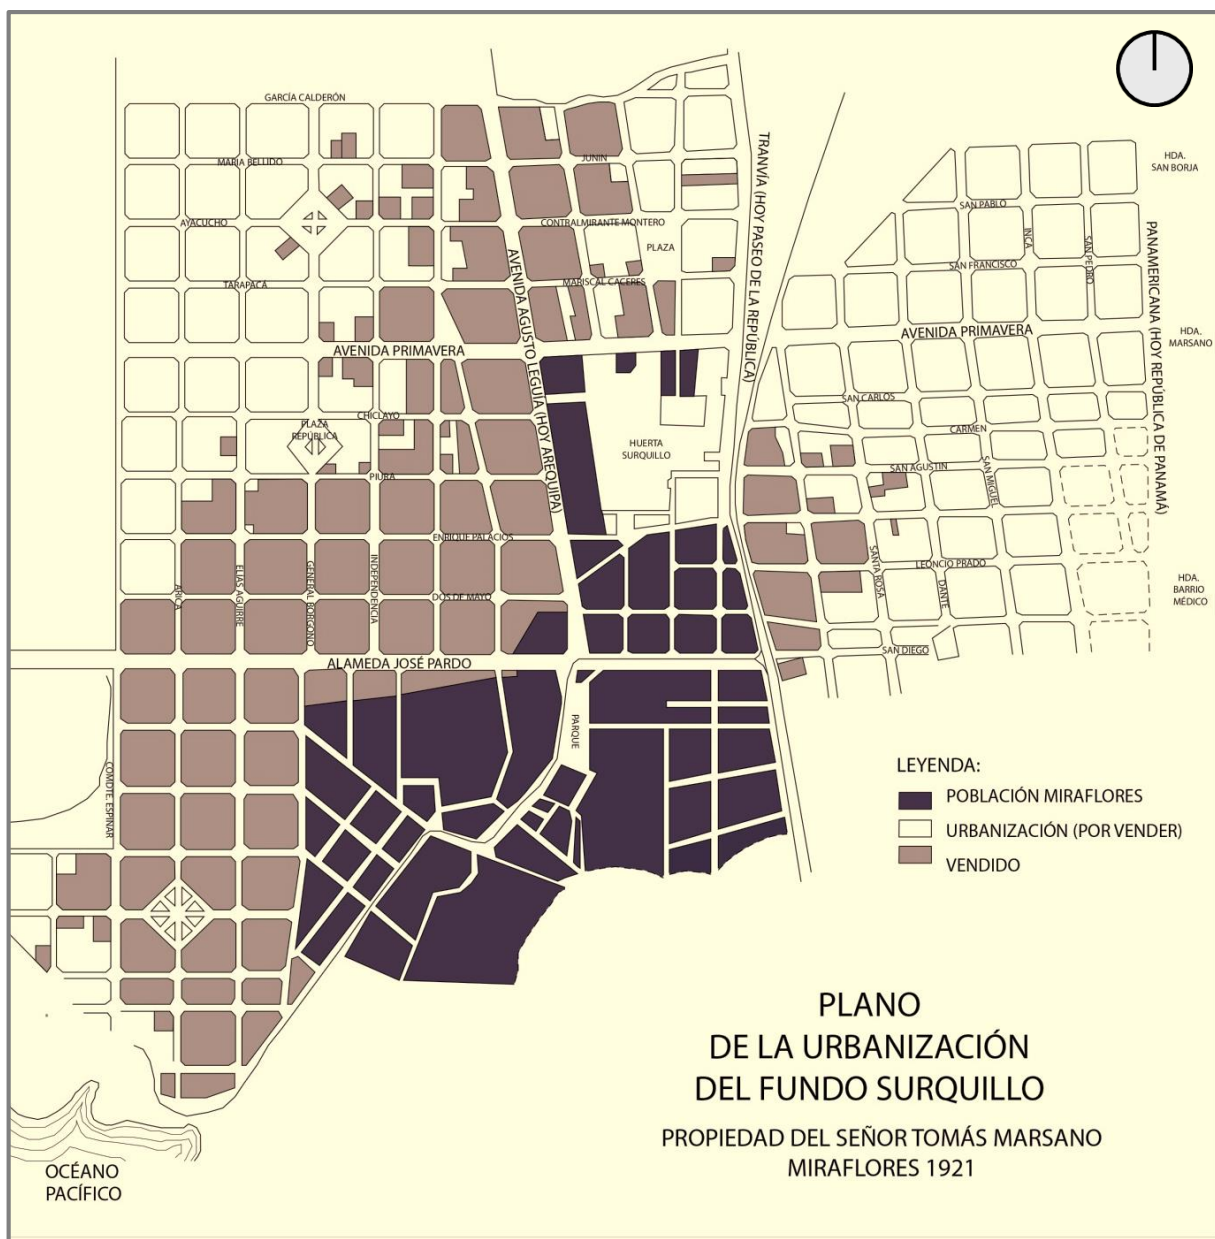 GARCÍA CALDERÓN
MARIA BELLIDO
JUNIN
AYACUCHO
CONTRALMIRANTE MONTERO
PLAZA
TARAPACÁ
MARISCAL CACERES
AVENIDA PRIMAVERA
AVENIDA AGUSTO LEGUÍA (HOY AREQUIPA)
TRANVÍA (HOY PASEO DE LA REPÚBLICA)
HDA.
SAN BORJA
SAN PABLO
INCA
SAN PEDRO
SAN FRANCISCO
PANAMERICANA (HOY REPÚBLICA DE PANAMÁ)
AVENIDA PRIMAVERA
HDA.
MARSANO
CHICLAYO
PLAZA
REPÚBLICA
PIURA
HUERTA
SURQUILLO
SAN CARLOS
CARMEN
SAN AGUSTIN
SAN MIGUEL
ENRIQUE PALACIOS
LEONCIO PRADO
SANTA ROSA
DANTE
HDA.
BARRIO
MÉDICO
ARICA
ELIAS AGUIRRE
GENERAL BORGOÑO
INDEPENDENCIA
DOS DE MAYO
SAN DIEGO
ALAMEDA JOSÉ PARDO
PARQUE
COMDTE. ESPINAR
LEYENDA:
POBLACIÓN MIRAFLORES
URBANIZACIÓN (POR VENDER)
VENDIDO
PLANO
DE LA URBANIZACIÓN
DEL FUNDO SURQUILLO
PROPIEDAD DEL SEÑOR TOMÁS MARSANO
MIRAFLORES 1921
OCÉANO
PACÍFICO